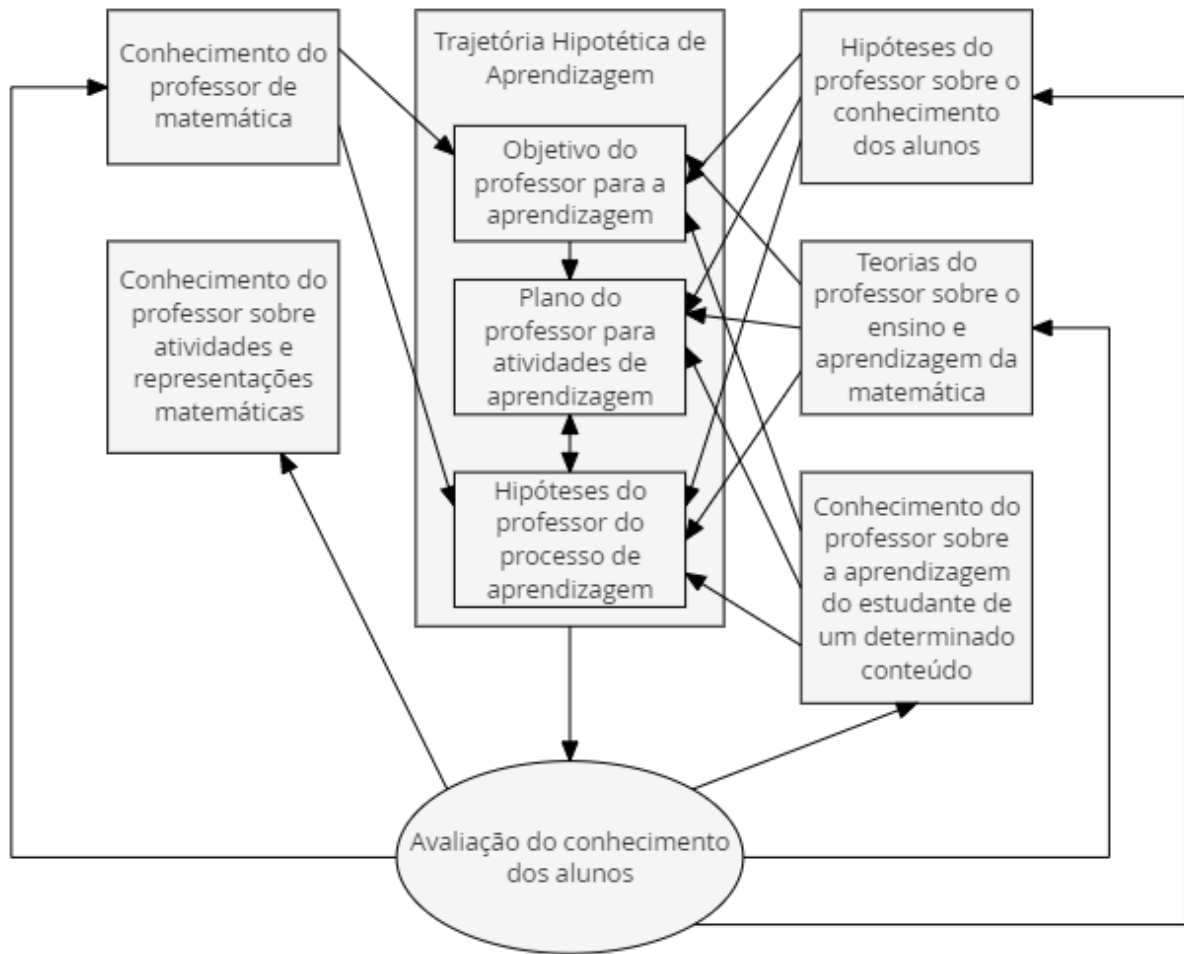 Conhecimento do
professor de
matemática
Trajetória Hipotética de
Aprendizagem
Objetivo do
professor para a
aprendizagem
Plano do
professor para
atividades de
aprendizagem
Hipóteses do
professor do
processo de
aprendizagem
Hipóteses do
professor sobre o
conhecimento
dos alunos
Conhecimento do
professor sobre
atividades e
representações
matemáticas
Teorias do
professor sobre o
ensino e
aprendizagem da
matemática
Conhecimento do
professor sobre
a aprendizagem
do estudante de
um determinado
conteúdo
Avaliação do conhecimento
dos alunos